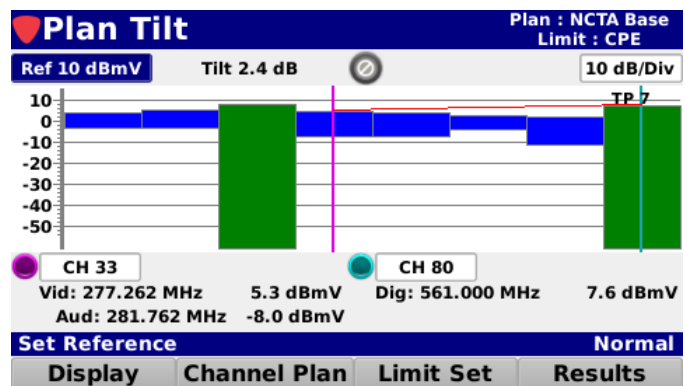 Plan Tilt
Plan : NCTA Base
Limit : CPE
Ref 10 dBmV
Tilt 2.4 dB
10 dB/Div
TP 7
10
0
-10
-20
-30
-40
-50
CH 33
CH 80
Vid: 277.262 MHz 5.3 dBmV
Dig: 561.000 MHz 7.6 dBmV
Aud: 281.762 MHz -8.0 dBmV
Set Reference
Normal
Display
Channel Plan
Limit Set
Results